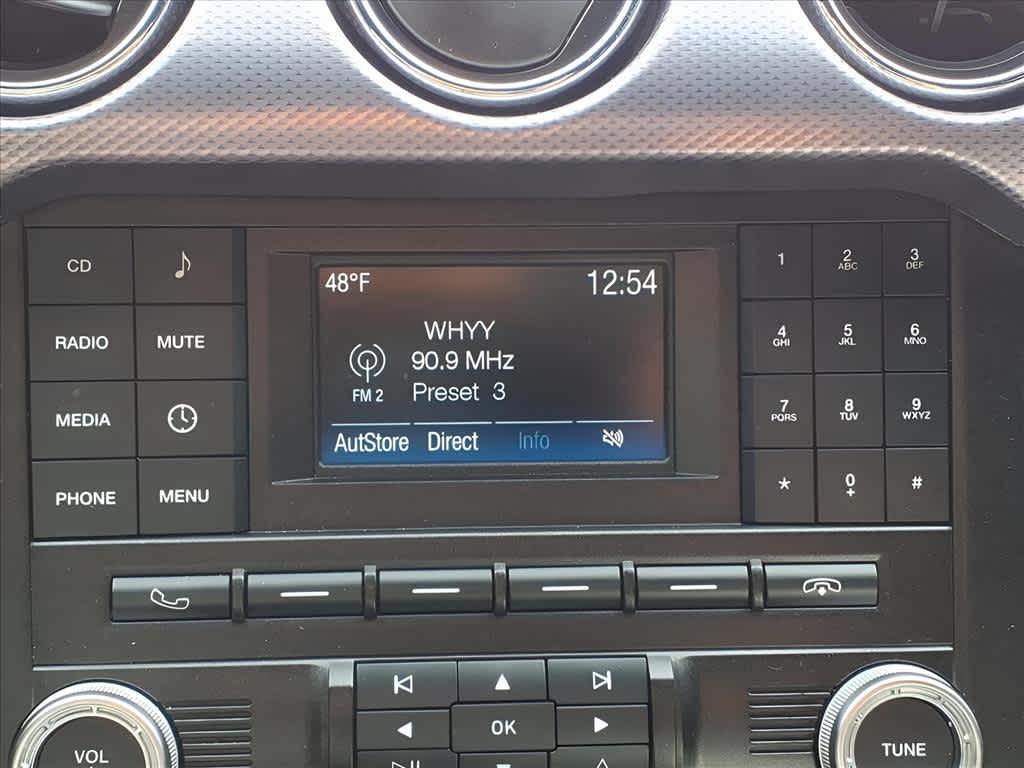 48°F 12:54
WHYY
90.9 MHz
FM 2
Preset 3
AutStore Direct Info
CD
RADIO MUTE
MEDIA
PHONE MENU
1 2 ABC 3 DEF
4 GHI 5 JKL 6 MNO
7 PQRS 8 TUV 9 WXYZ
* 0 + #
OK
VOL
TUNE